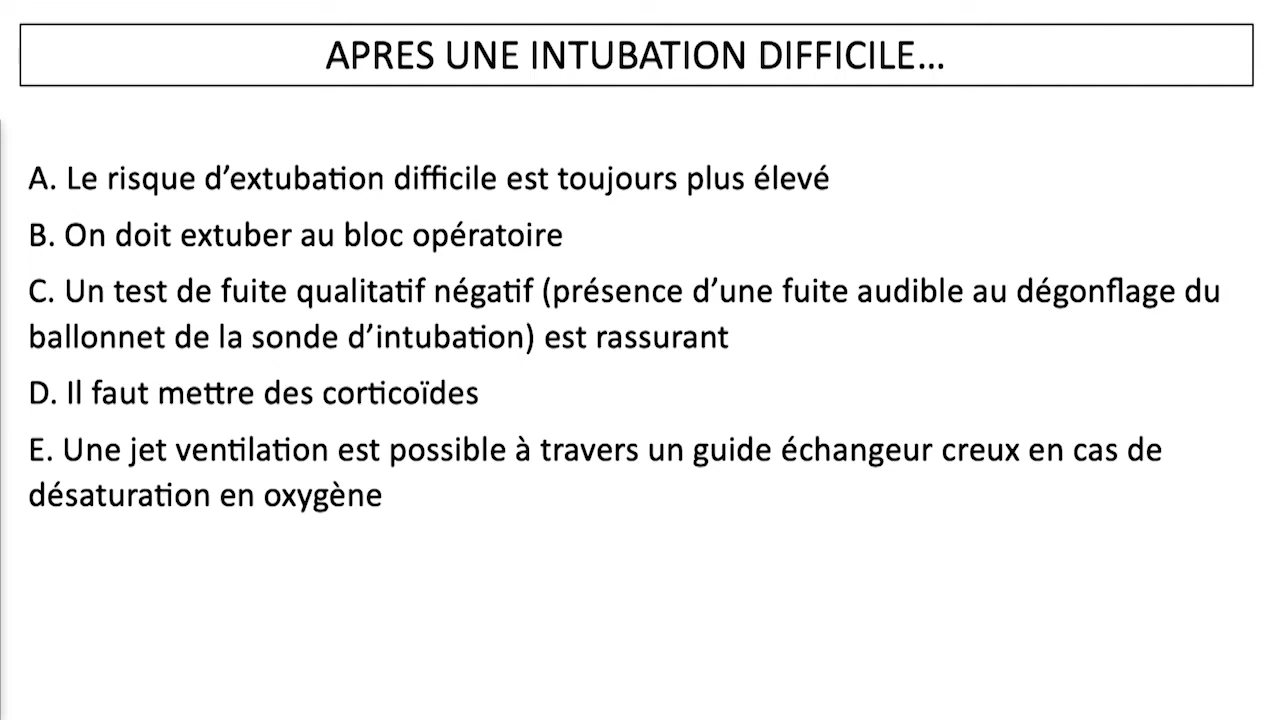 APRES UNE INTUBATION DIFFICILE…
A. Le risque d’extubation difficile est toujours plus élevé
B. On doit extuber au bloc opératoire
C. Un test de fuite qualitatif négatif (présence d’une fuite audible au dégonflage du
ballonnet de la sonde d’intubation) est rassurant
D. Il faut mettre des corticoïdes
E. Une jet ventilation est possible à travers un guide échangeur creux en cas de
désaturation en oxygène